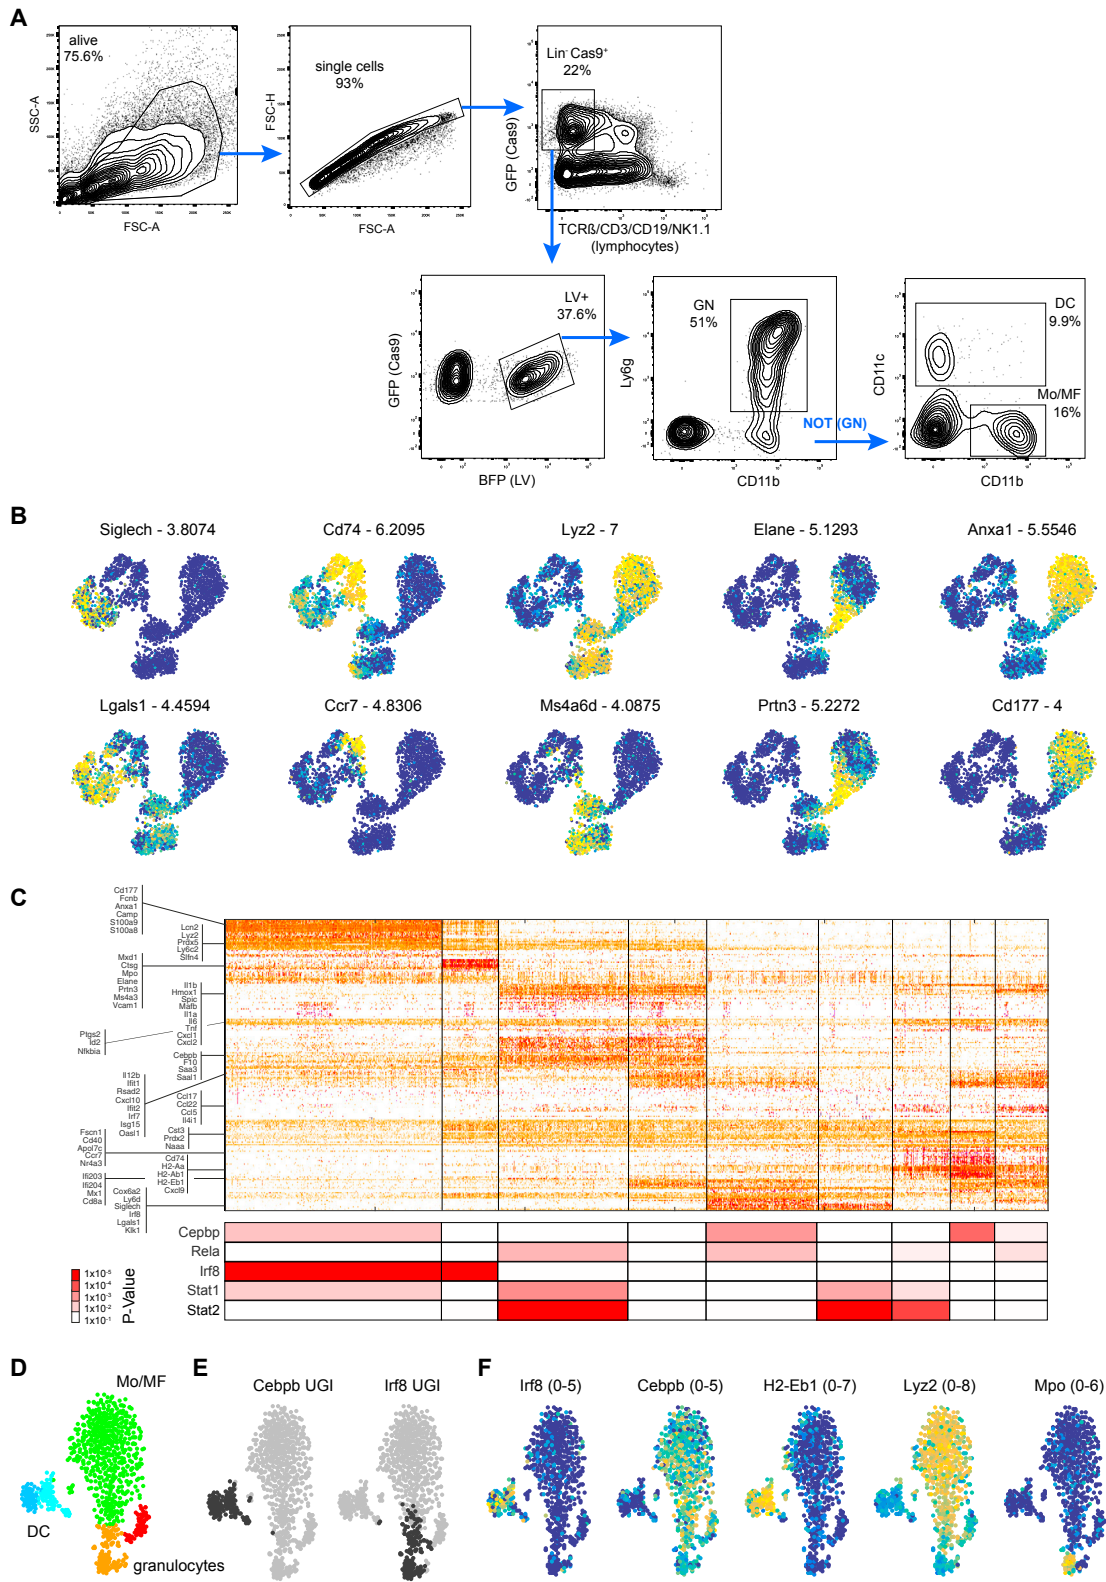 A
alive
75.6%
SSC-A
FSC-A
single cells
93%
FSC-H
FSC-A
Lin- Cas9+
22%
GFP (Cas9)
TCRß/CD3/CD19/NK1.1
(lymphocytes)
LV+
37.6%
GFP (Cas9)
BFP (LV)
GN
51%
Ly6g
CD11b
NOT (GN)
DC
9.9%
Mo/MF
16%
CD11c
CD11b
B
Siglech - 3.8074
Cd74 - 6.2095
Lyz2 - 7
Elane - 5.1293
Anxa1 - 5.5546
Lgals1 - 4.4594
Ccr7 - 4.8306
Ms4a6d - 4.0875
Prtn3 - 5.2272
Cd177 - 4
C
Cd177
Fcnb
Anxa1
Camp
S100a9
S100a8
Lcn2
Lyz2
Prdx5
Ly6c2
Slfn4
Mxd1
Ctsg
Mpo
Elane
Prtn3
Ms4a3
Vcam1
Il1b
Hmox1
Spic
Mafb
Il1a
Il6
Tnf
Cxcl1
Cxcl2
Ptgs2
Id2
Nfkbia
Cebpb
F10
Saa3
Saal1
Il12b
Ifit1
Rsad2
Cxcl10
Ifit2
Irf7
Isg15
Oasl1
Ccl17
Ccl22
Ccl5
Il4i1
Fscn1
Cd40
Apol7c
Ccr7
Nr4a3
Cst3
Prdx2
Naaa
Cd74
H2-Aa
H2-Ab1
H2-Eb1
Cxcl9
Ifi203
Ifi204
Mx1
Cd8a
Cox6a2
Ly6d
Siglech
Irf8
Lgals1
Klk1
Cepbp
Rela
Irf8
Stat1
Stat2
1x10-5
1x10-4
1x10-3
1x10-2
1x10-1
P-Value
D
Mo/MF
DC
granulocytes
E
Cebpb UGI
Irf8 UGI
F
Irf8 (0-5)
Cebpb (0-5)
H2-Eb1 (0-7)
Lyz2 (0-8)
Mpo (0-6)